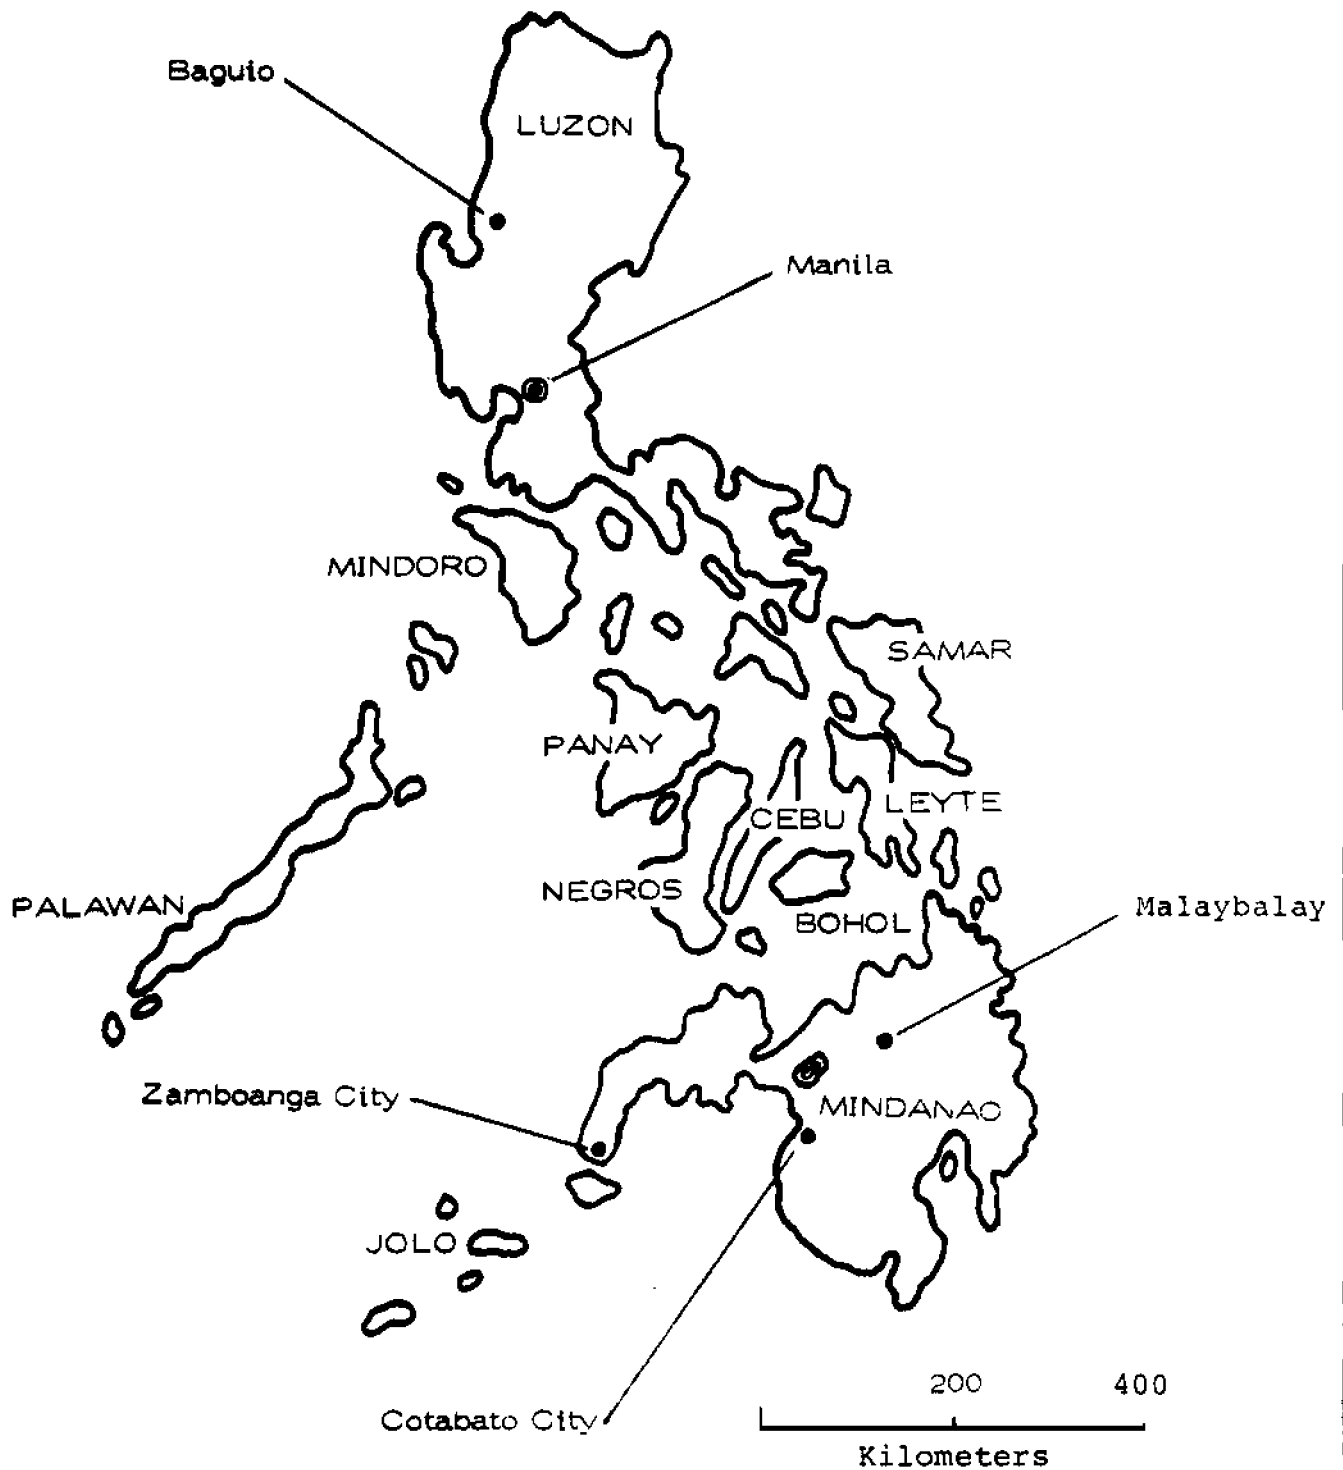 Baguio
LUZON
Manila
MINDORO
SAMAR
PANAY
CEBU
LEYTE
NEGROS
PALAWAN
BOHOL
Malaybalay
Zamboanga City
MINDANAO
JOLO
Cotabato City
200 400
Kilometers